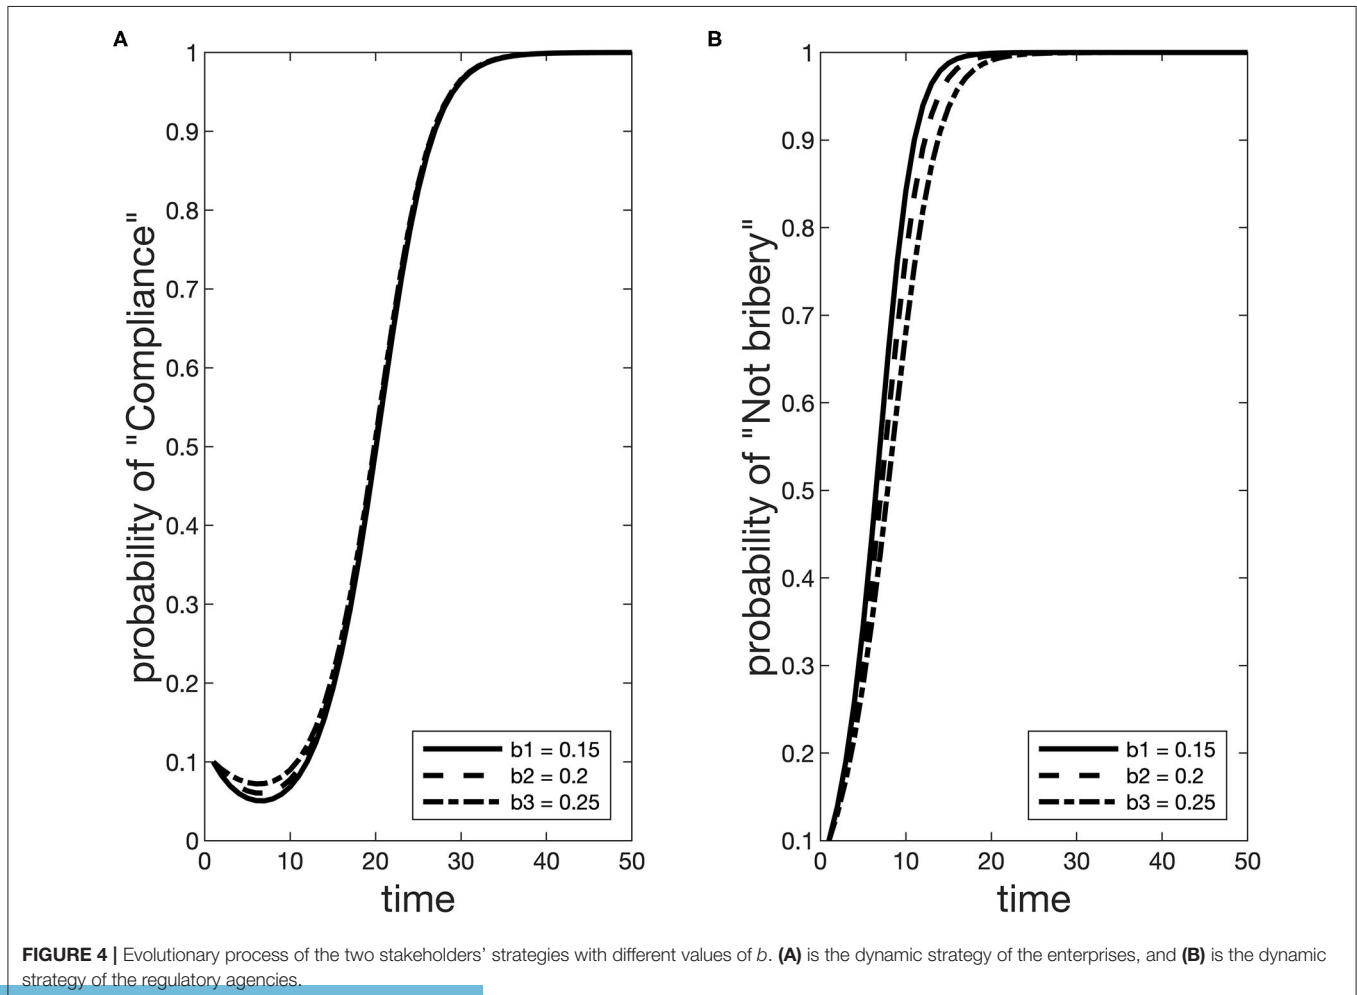 A
probability of "Compliance"
1
0.9
0.8
0.7
0.6
0.5
0.4
0.3
0.2
0.1
0
0 10 20 30 40 50
time
b1 = 0.15
b2 = 0.2
b3 = 0.25
B
probability of "Not bribery"
1
0.9
0.8
0.7
0.6
0.5
0.4
0.3
0.2
0.1
0 10 20 30 40 50
time
b1 = 0.15
b2 = 0.2
b3 = 0.25
FIGURE 4 | Evolutionary process of the two stakeholders’ strategies with different values of b. (A) is the dynamic strategy of the enterprises, and (B) is the dynamic
strategy of the regulatory agencies.